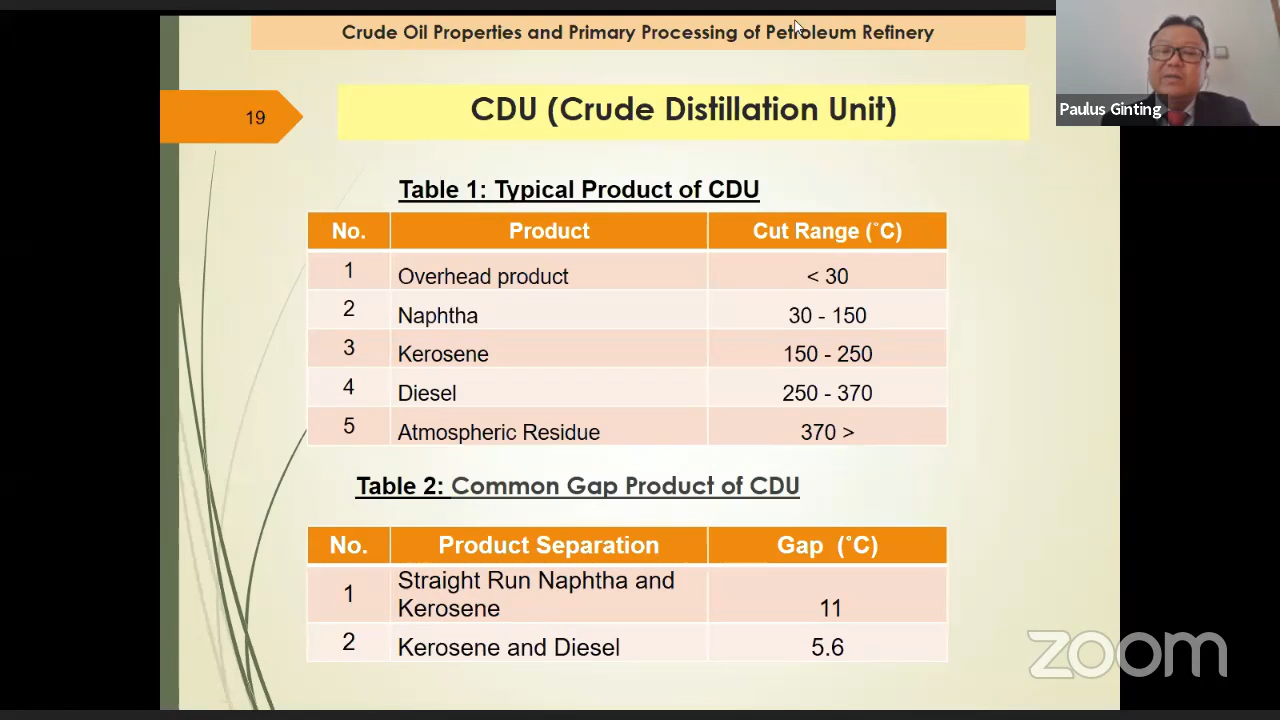 Crude Oil Properties and Primary Processing of Petroleum Refinery
Paulus Ginting
19
CDU (Crude Distillation Unit)
Table 1: Typical Product of CDU
No. Product Cut Range (˚C)
1 Overhead product < 30
2 Naphtha 30 - 150
3 Kerosene 150 - 250
4 Diesel 250 - 370
5 Atmospheric Residue 370 >
Table 2: Common Gap Product of CDU
No. Product Separation Gap (˚C)
1 Straight Run Naphtha and
Kerosene 11
2 Kerosene and Diesel 5.6
zoom